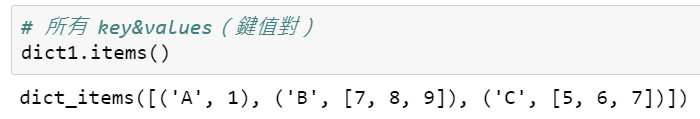 # 所有 key&values（鍵值對）
dict1.items()
dict_items([('A', 1), ('B', [7, 8, 9]), ('C', [5, 6, 7])])